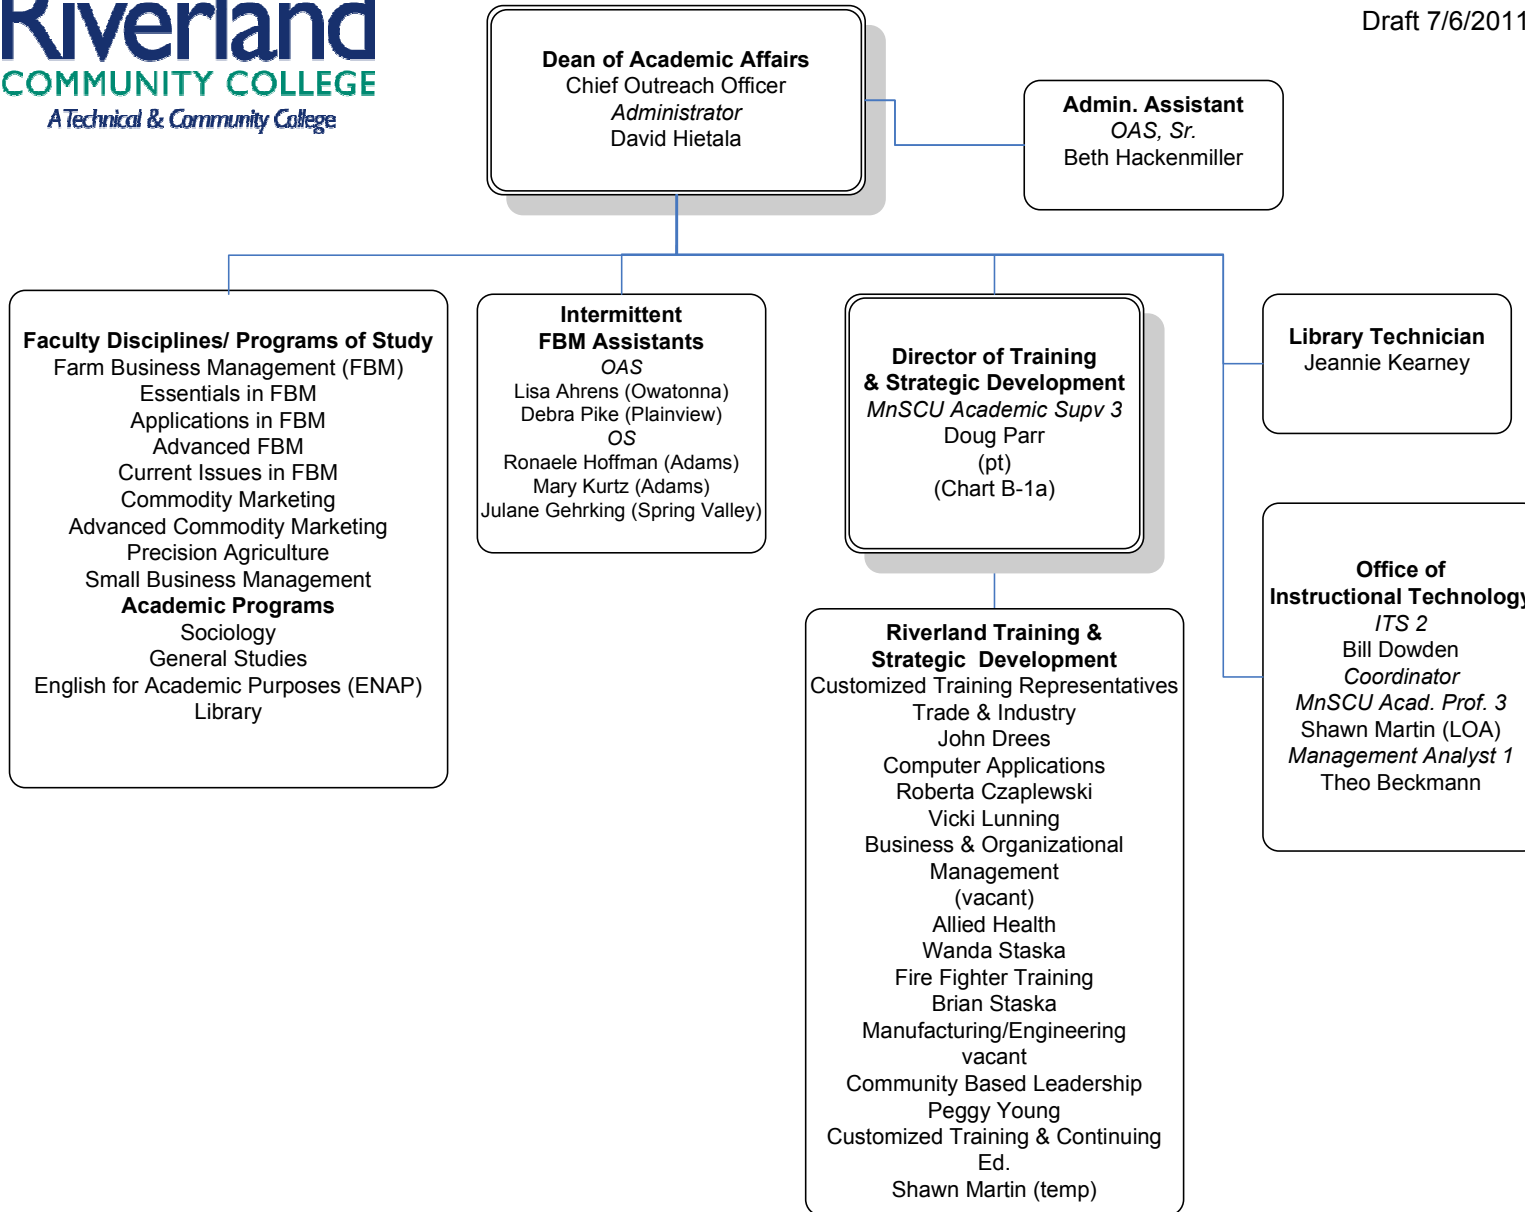 Riverland
COMMUNITY COLLEGE
A Technical & Community College
Draft 7/6/2011
Dean of Academic Affairs
Chief Outreach Officer
Administrator
David Hietala
Admin. Assistant
OAS, Sr.
Beth Hackenmiller
Faculty Disciplines/ Programs of Study
Farm Business Management (FBM)
Essentials in FBM
Applications in FBM
Advanced FBM
Current Issues in FBM
Commodity Marketing
Advanced Commodity Marketing
Precision Agriculture
Small Business Management
Academic Programs
Sociology
General Studies
English for Academic Purposes (ENAP)
Library
Intermittent
FBM Assistants
OAS
Lisa Ahrens (Owatonna)
Debra Pike (Plainview)
OS
Ronaele Hoffman (Adams)
Mary Kurtz (Adams)
Julane Gehrking (Spring Valley)
Director of Training
& Strategic Development
MnSCU Academic Supv 3
Doug Parr
(pt)
(Chart B-1a)
Riverland Training &
Strategic Development
Customized Training Representatives
Trade & Industry
John Drees
Computer Applications
Roberta Czaplewski
Vicki Lunning
Business & Organizational
Management
(vacant)
Allied Health
Wanda Staska
Fire Fighter Training
Brian Staska
Manufacturing/Engineering
vacant
Community Based Leadership
Peggy Young
Customized Training & Continuing
Ed.
Shawn Martin (temp)
Library Technician
Jeannie Kearney
Office of
Instructional Technology
ITS 2
Bill Dowden
Coordinator
MnSCU Acad. Prof. 3
Shawn Martin (LOA)
Management Analyst 1
Theo Beckmann